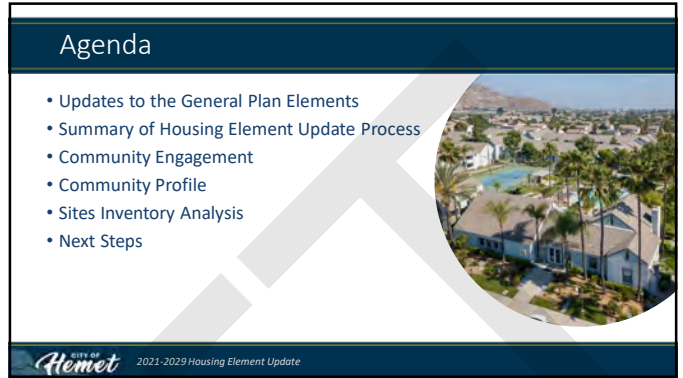 Agenda
• Updates to the General Plan Elements
• Summary of Housing Element Update Process
• Community Engagement
• Community Profile
• Sites Inventory Analysis
• Next Steps
CITY OF
Hemet
2021-2029 Housing Element Update